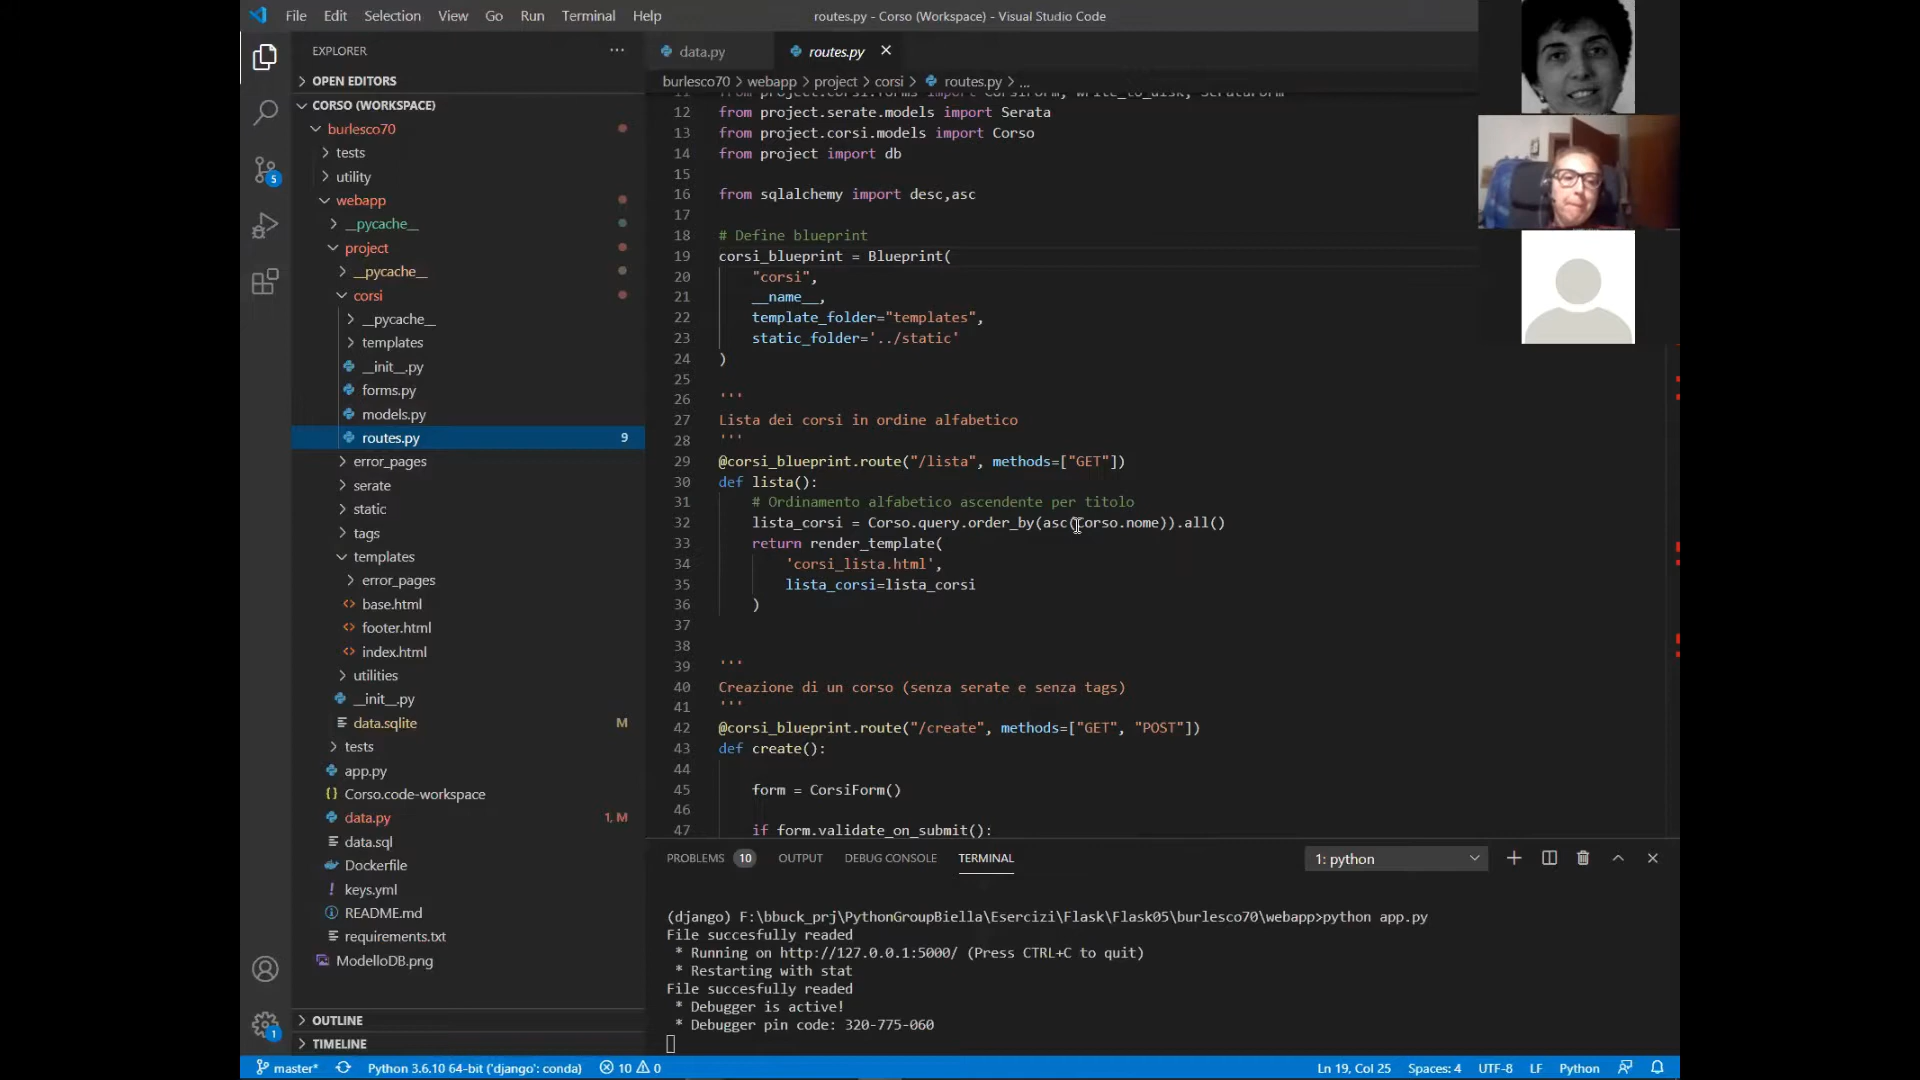 File Edit Selection View Go Run Terminal Help
routes.py - Corso (Workspace) - Visual Studio Code
EXPLORER
OPEN EDITORS
CORSO (WORKSPACE)
burlesco70
tests
utility
webapp
__pycache__
project
__pycache__
corsi
__pycache__
templates
__init__.py
forms.py
models.py
routes.py 9
error_pages
serate
static
tags
templates
error_pages
base.html
footer.html
index.html
utilities
__init__.py
data.sqlite M
tests
app.py
Corso.code-workspace
data.py 1, M
data.sql
Dockerfile
keys.yml
README.md
requirements.txt
ModelloDB.png
OUTLINE
TIMELINE
5
1
data.py routes.py
burlesco70 > webapp > project > corsi > routes.py > ...
11 from project.corsi.forms import CorsiForm, write_to_disk, SerataForm
12 from project.serate.models import Serata
13 from project.corsi.models import Corso
14 from project import db
15
16 from sqlalchemy import desc,asc
17
18 # Define blueprint
19 corsi_blueprint = Blueprint(
20 "corsi",
21 __name__,
22 template_folder="templates",
23 static_folder='../static'
24 )
25
26 '''
27 Lista dei corsi in ordine alfabetico
28 '''
29 @corsi_blueprint.route("/lista", methods=["GET"])
30 def lista():
31 # Ordinamento alfabetico ascendente per titolo
32 lista_corsi = Corso.query.order_by(asc(Corso.nome)).all()
33 return render_template(
34 'corsi_lista.html',
35 lista_corsi=lista_corsi
36 )
37
38
39 '''
40 Creazione di un corso (senza serate e senza tags)
41 '''
42 @corsi_blueprint.route("/create", methods=["GET", "POST"])
43 def create():
44
45 form = CorsiForm()
46
47 if form.validate_on_submit():
PROBLEMS 10 OUTPUT DEBUG CONSOLE TERMINAL 1: python
(django) F:\bbuck_prj\PythonGroupBiella\Esercizi\Flask\Flask05\burlesco70\webapp>python app.py
File succesfully readed
* Running on http://127.0.0.1:5000/ (Press CTRL+C to quit)
* Restarting with stat
File succesfully readed
* Debugger is active!
* Debugger pin code: 320-775-060
master* Python 3.6.10 64-bit ('django': conda) 10 0 Ln 19, Col 25 Spaces: 4 UTF-8 LF Python